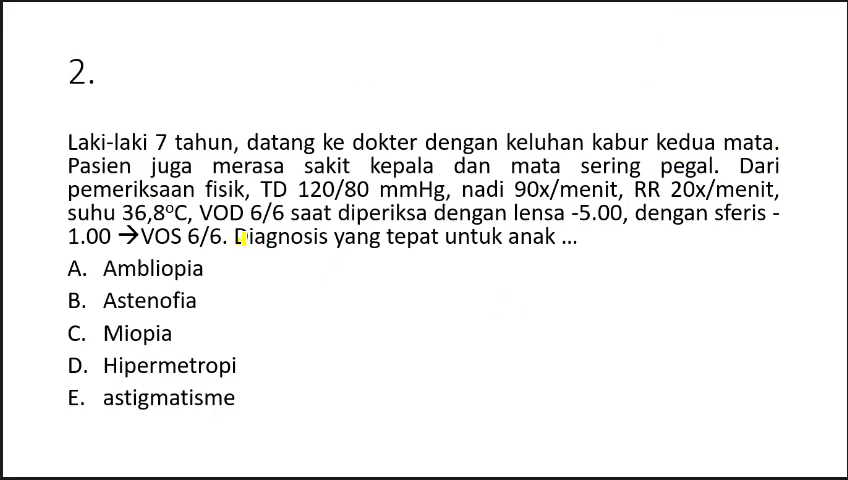 2.
Laki-laki 7 tahun, datang ke dokter dengan keluhan kabur kedua mata.
Pasien juga merasa sakit kepala dan mata sering pegal. Dari
pemeriksaan fisik, TD 120/80 mmHg, nadi 90x/menit, RR 20x/menit,
suhu 36,8°C, VOD 6/6 saat diperiksa dengan lensa -5.00, dengan sferis -
1.00 →VOS 6/6. Diagnosis yang tepat untuk anak ...
A. Ambliopia
B. Astenofia
C. Miopia
D. Hipermetropi
E. astigmatisme